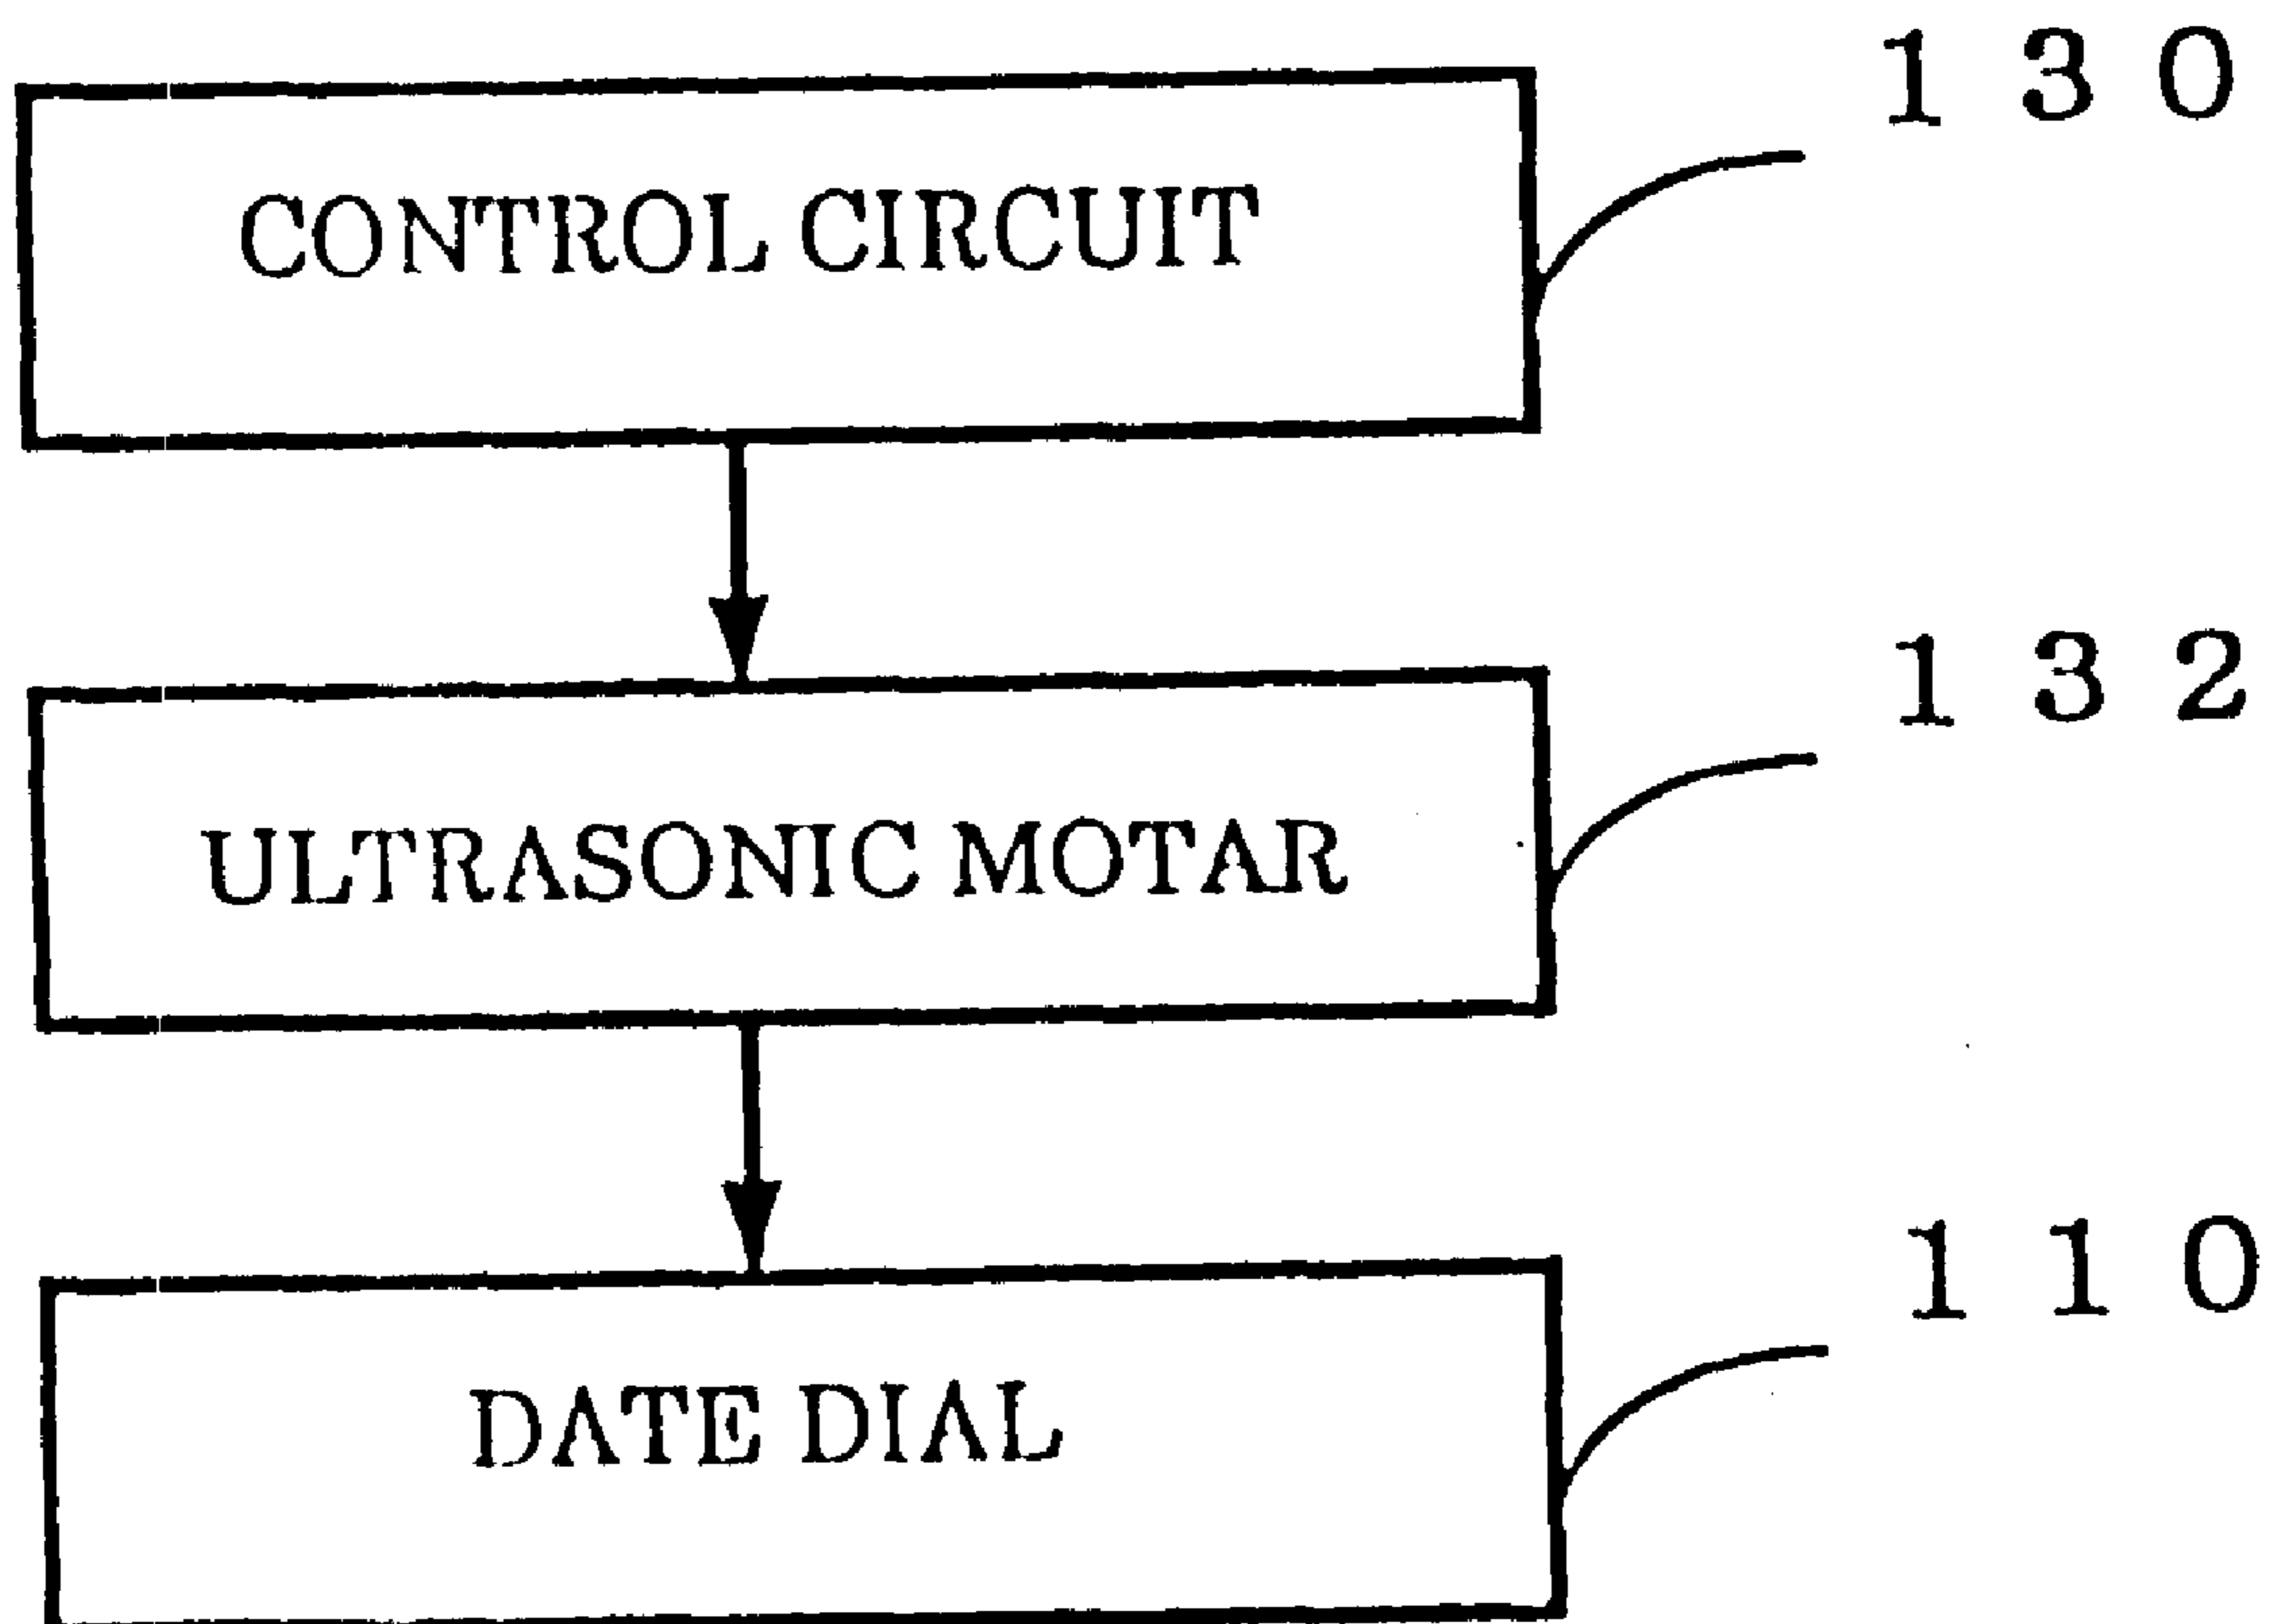 130
CONTROL CIRCUIT
132
ULTRASONIC MOTAR
110
DATE DIAL